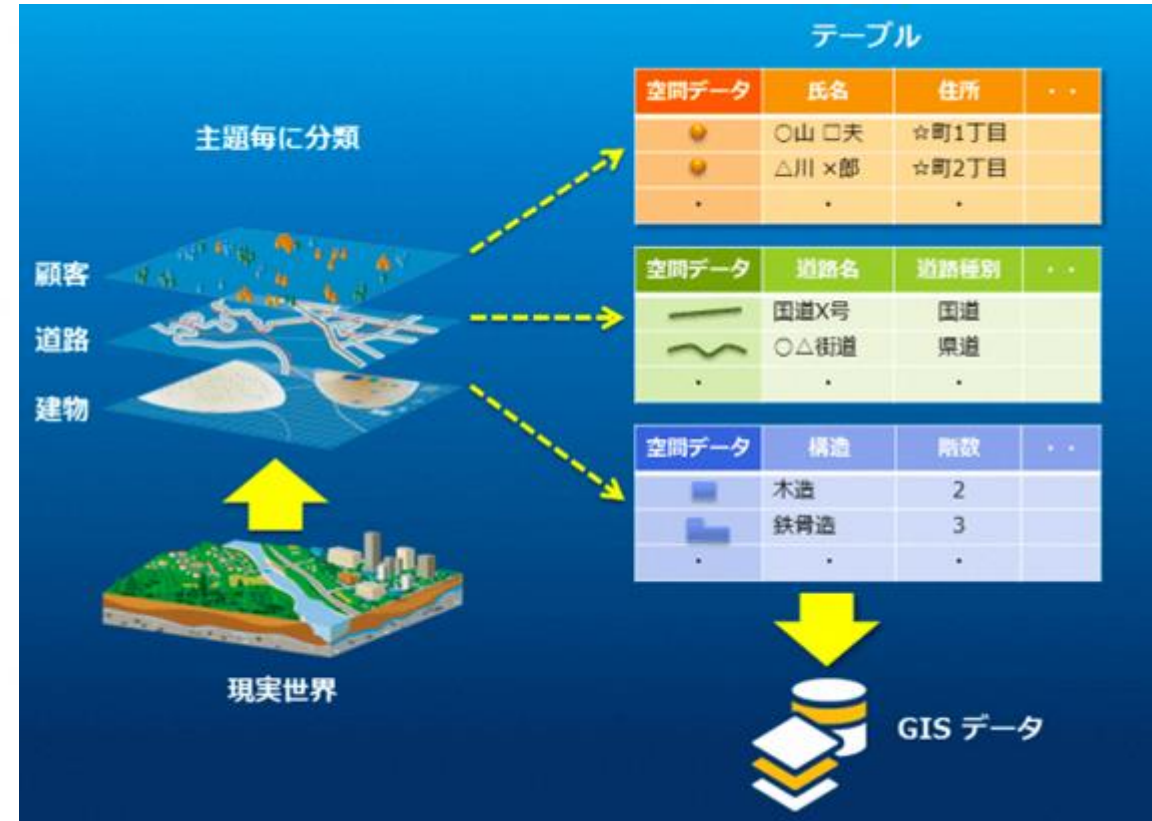 テーブル
主題毎に分類
顧客
道路
建物
現実世界
空間データ 氏名 住所 ・・
○山 □夫 ☆町1丁目
△川 ×郎 ☆町2丁目
・ ・ ・
空間データ 道路名 道路種別 ・・
国道X号 国道
○△街道 県道
・ ・ ・
空間データ 構造 階数 ・・
木造 2
鉄骨造 3
・ ・ ・
GIS データ